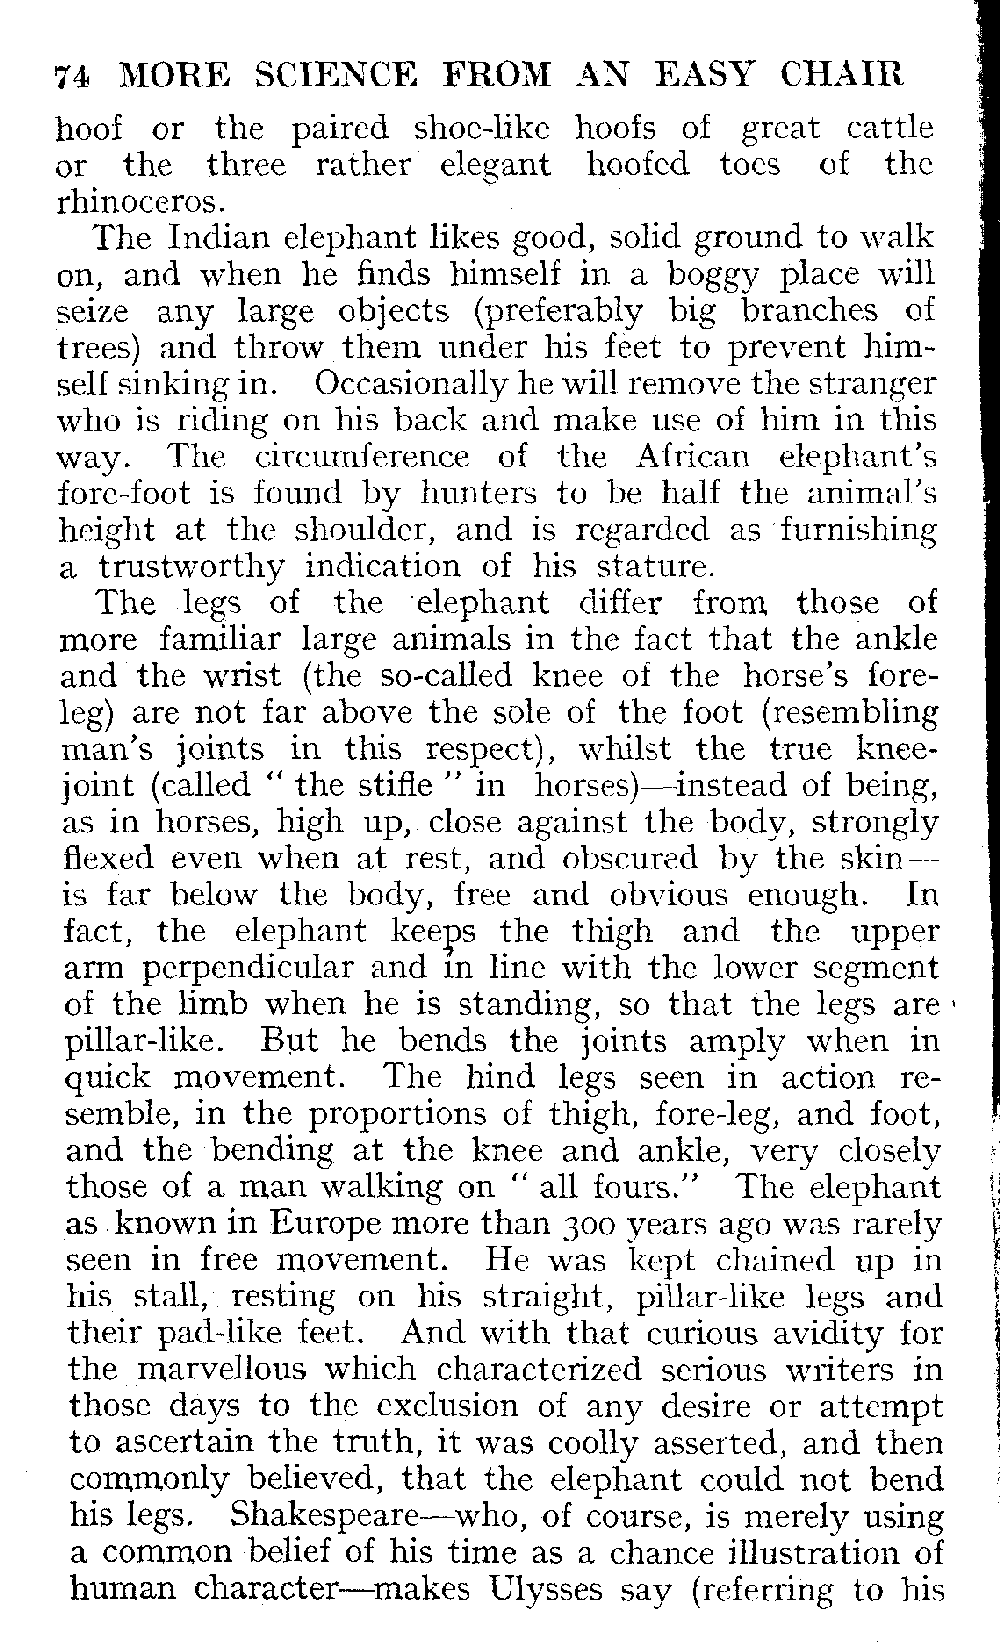 74 MORE SCIENCE FROM AN EASY CHAIR
hoof or the paired shoe-like hoofs of great cattle
or the three rather elegant hoofed toes of the
rhinoceros.
The Indian elephant likes good, solid ground to walk
on, and when he finds himself in a boggy place will
seize any large objects (preferably big branches of
trees) and throw them under his feet to prevent him-
self sinking in. Occasionally he will remove the stranger
who is riding on his back and make use of him in this
way. The circumference of the African elephant's
fore-foot is found by hunters to be half the animal's
height at the shoulder, and is regarded as furnishing
a trustworthy indication of his stature.
The legs of the elephant differ from those of
more familiar large animals in the fact that the ankle
and the wrist (the so-called knee of the horse's fore-
leg) are not far above the sole of the foot (resembling
man's joints in this respect), whilst the true knee-
joint (called " the stifle " in horses)—instead of being,
as in horses, high up, close against the body, strongly
flexed even when at rest, and obscured by the skin—
is far below the body, free and obvious enough. In
fact, the elephant keeps the thigh and the upper
arm perpendicular and in line with the lower segment
of the limb when he is standing, so that the legs are
pillar-like. But he bends the joints amply when in
quick movement. The hind legs seen in action re-
semble, in the proportions of thigh, fore-leg, and foot,
and the bending at the knee and ankle, very closely
those of a man walking on " all fours." The elephant
as known in Europe more than 300 years ago was rarely
seen in free movement. He was kept chained up in
his stall, resting on his straight, pillar-like legs and
their pad-like feet. And with that curious avidity for
the marvellous which characterized serious writers in
those days to the exclusion of any desire or attempt
to ascertain the truth, it was coolly asserted, and then
commonly believed, that the elephant could not bend
his legs. Shakespeare—who, of course, is merely using
a common belief of his time as a chance illustration of
human character—makes Ulysses say (referring to his